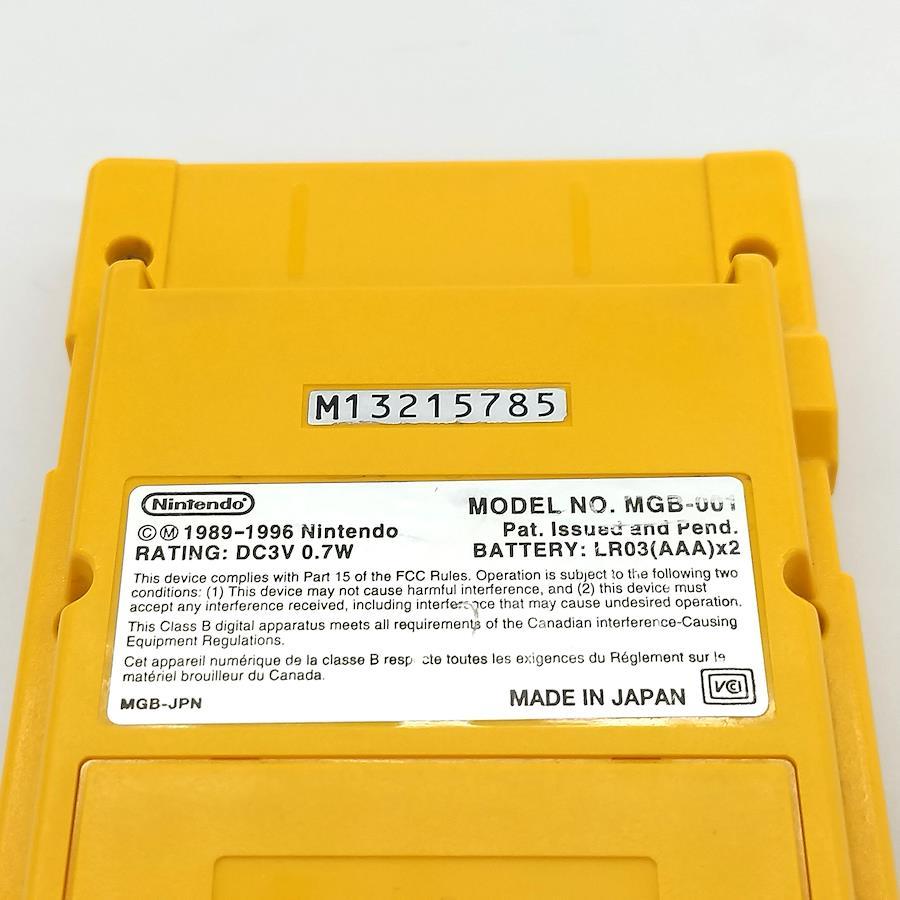 M13215785
Nintendo
MODEL NO. MGB-001
©Ⓜ 1989-1996 Nintendo
Pat. Issued and Pend.
RATING: DC3V 0.7W
BATTERY: LR03(AAA)x2
This device complies with Part 15 of the FCC Rules. Operation is subject to the following two
conditions: (1) This device may not cause harmful interference, and (2) this device must
accept any interference received, including interference that may cause undesired operation.
This Class B digital apparatus meets all requirements of the Canadian interference-Causing
Equipment Regulations.
Cet appareil numérique de la classe B respecte toutes les exigences du Réglement sur le
matériel brouilleur du Canada.
MGB-JPN
MADE IN JAPAN
VCI